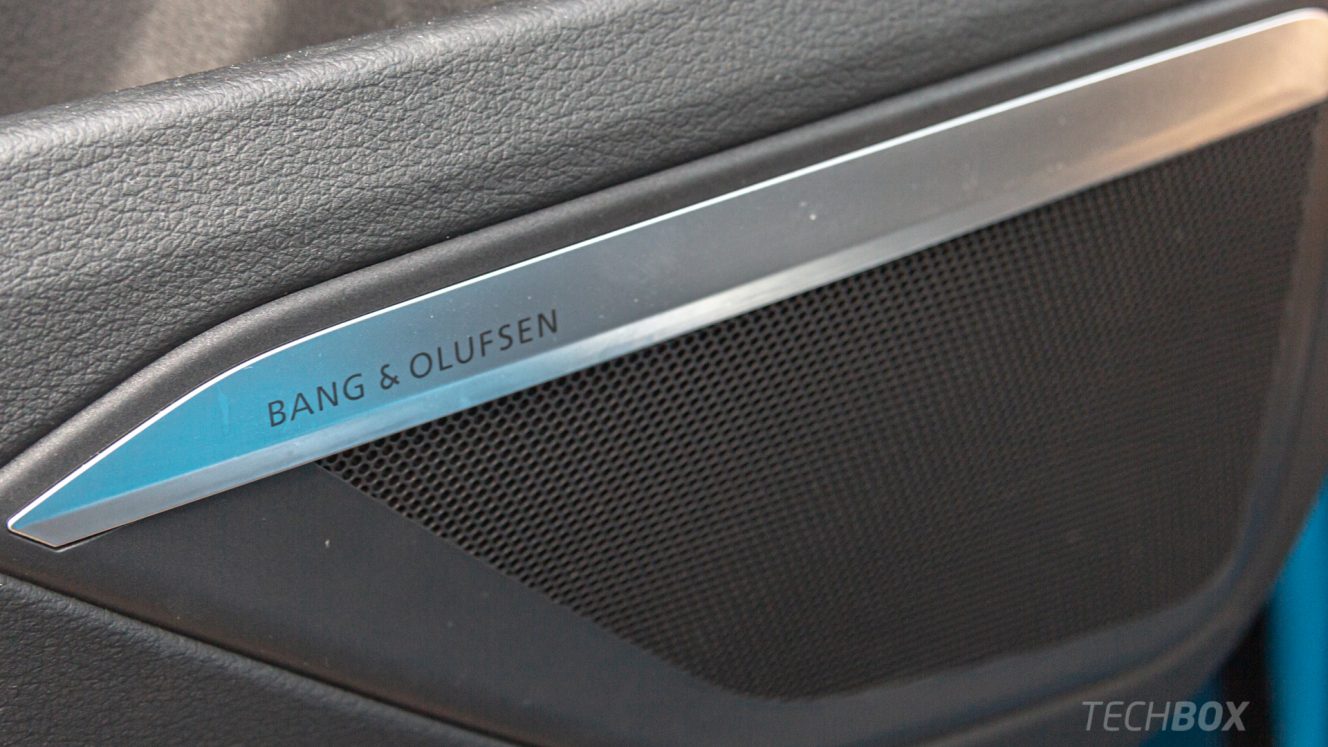 BANG & OLUFSEN
TECHBOX